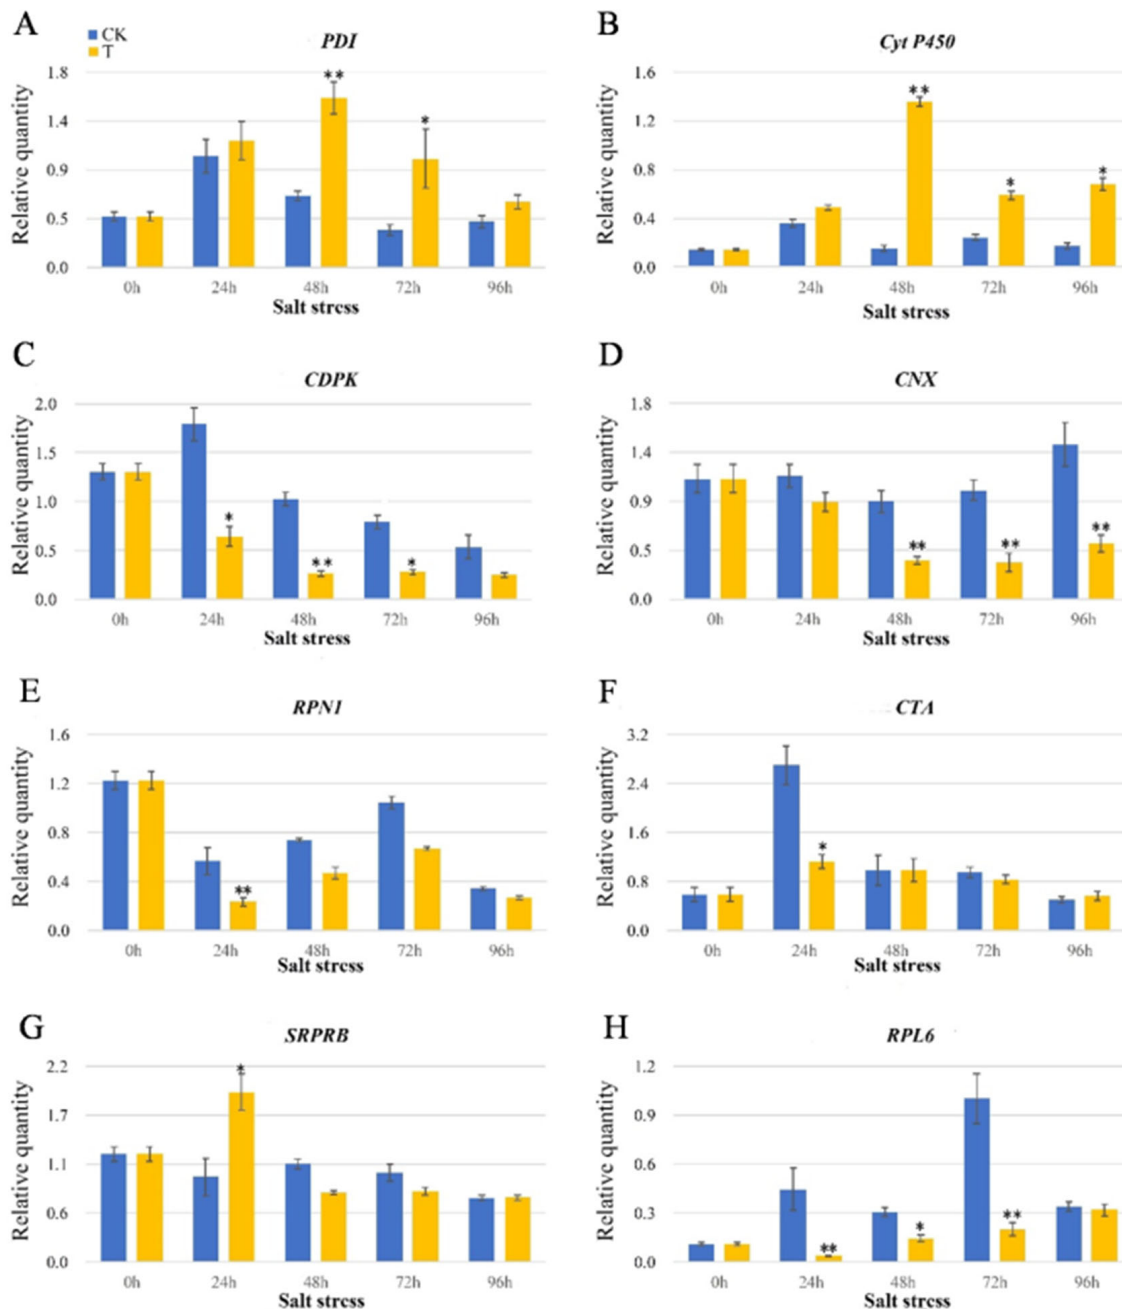 A
CK
T
PDI
Relative quantity
1.8
1.4
0.9
0.5
0.0
**
*
0h 24h 48h 72h 96h
Salt stress
B
Cyt P450
Relative quantity
1.6
1.2
0.8
0.4
0.0
**
*
*
0h 24h 48h 72h 96h
Salt stress
C
CDPK
Relative quantity
2.0
1.5
1.0
0.5
0.0
*
**
*
0h 24h 48h 72h 96h
Salt stress
D
CNX
Relative quantity
1.8
1.4
0.9
0.5
0.0
**
**
**
0h 24h 48h 72h 96h
Salt stress
E
RPN1
Relative quantity
1.6
1.2
0.8
0.4
0.0
**
0h 24h 48h 72h 96h
Salt stress
F
CTA
Relative quantity
3.2
2.4
1.6
0.8
0.0
*
0h 24h 48h 72h 96h
Salt stress
G
SRPRB
Relative quantity
2.2
1.7
1.1
0.6
0.0
*
0h 24h 48h 72h 96h
Salt stress
H
RPL6
Relative quantity
1.2
0.9
0.6
0.3
0.0
**
*
**
0h 24h 48h 72h 96h
Salt stress